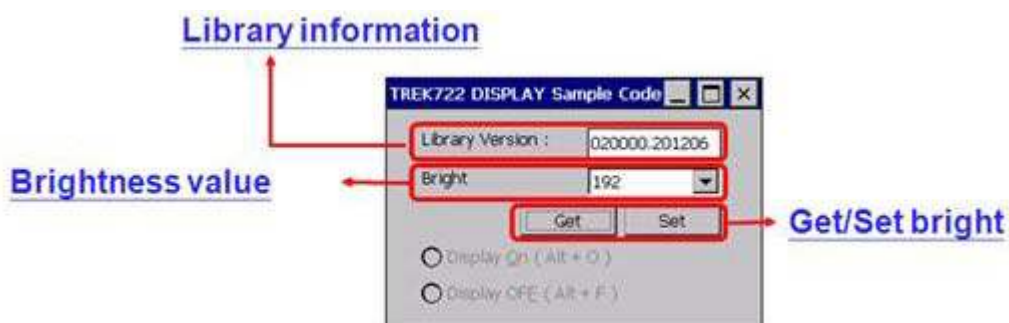 Library information
TREK722 DISPLAY Sample Code
Library Version : 020000.201206
Brightness value
Bright 192
Get Set
Get/Set bright
Display On ( Alt + O )
Display OFF ( Alt + F )